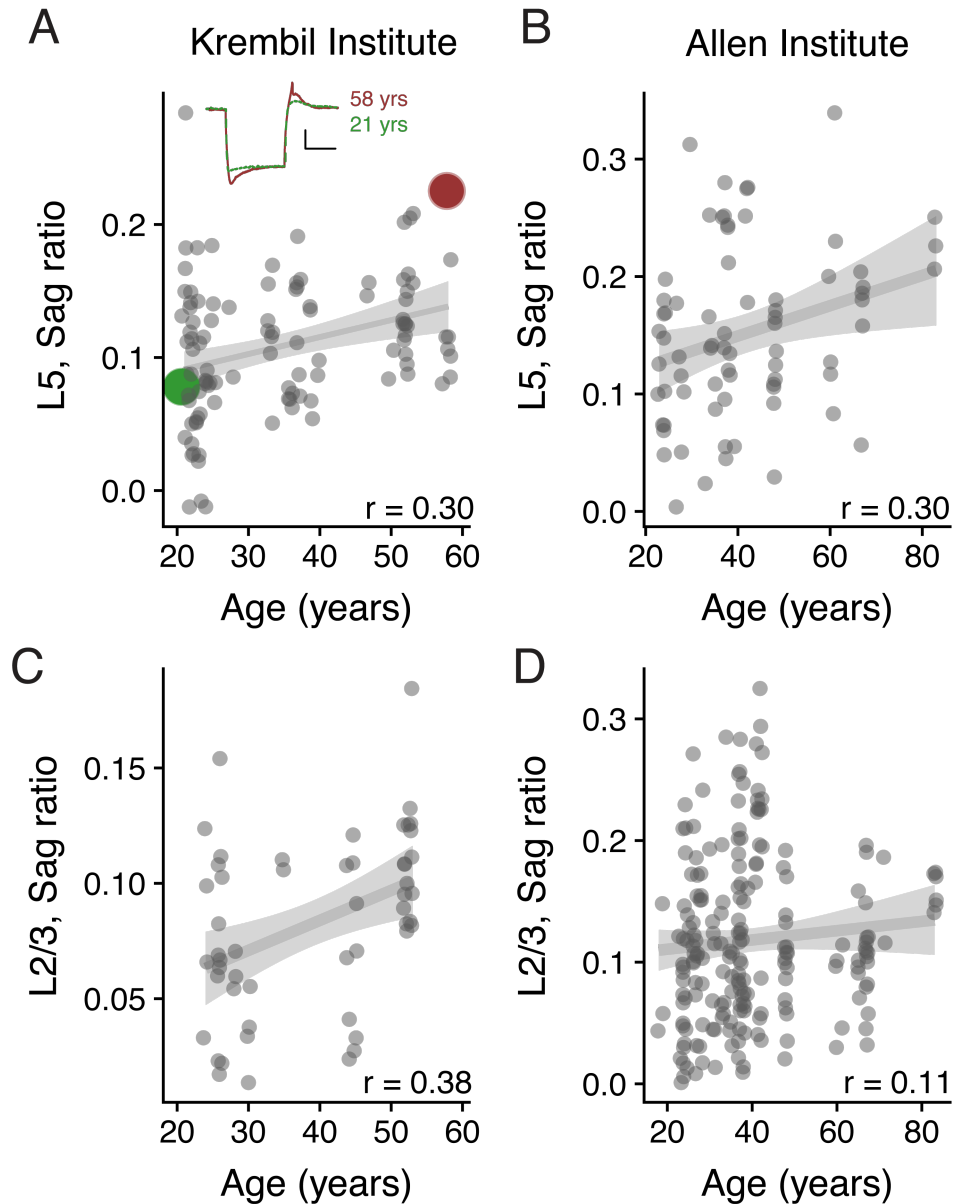 A
Krembil Institute
58 yrs
21 yrs
L5, Sag ratio
0.2
0.1
0.0
r = 0.30
20 30 40 50 60
Age (years)
B
Allen Institute
L5, Sag ratio
0.3
0.2
0.1
0.0
r = 0.30
20 40 60 80
Age (years)
C
L2/3, Sag ratio
0.15
0.10
0.05
r = 0.38
20 30 40 50 60
Age (years)
D
L2/3, Sag ratio
0.3
0.2
0.1
0.0
r = 0.11
20 40 60 80
Age (years)